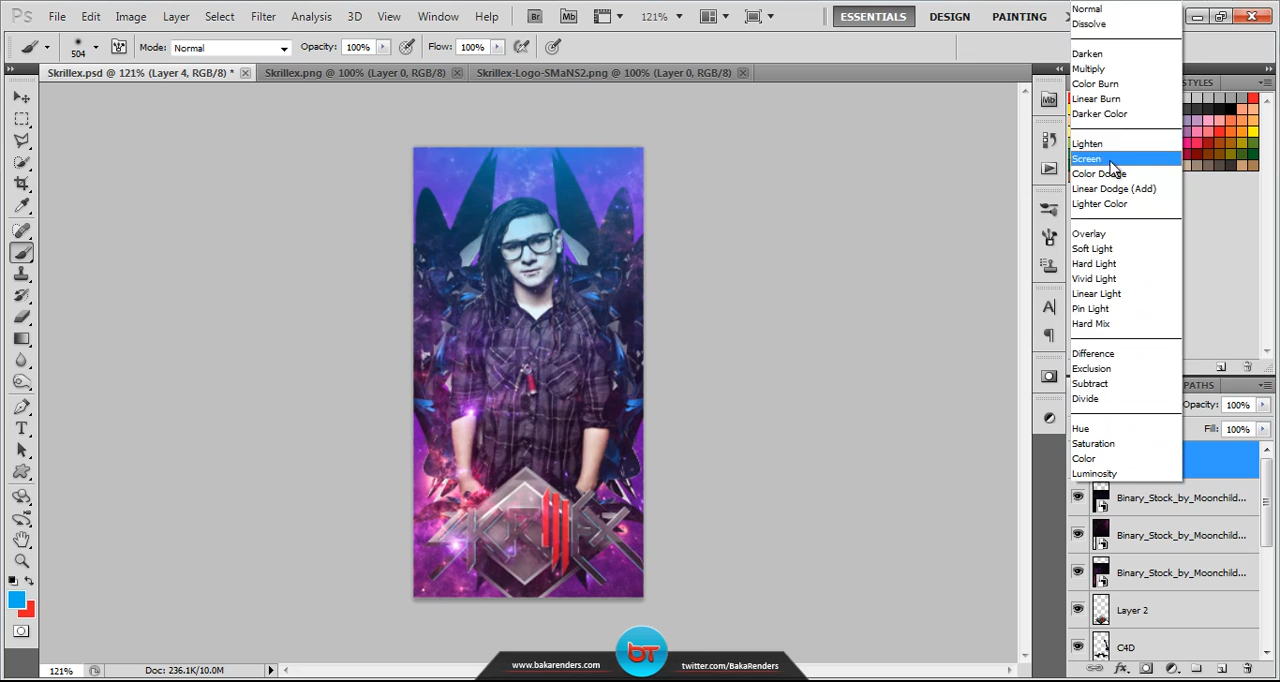 Ps File Edit Image Layer Select Filter Analysis 3D View Window Help Br Mb 121% ESSENTIALS DESIGN PAINTING
504 Mode: Normal Opacity: 100% Flow: 100%
Skrillex.psd @ 121% (Layer 4, RGB/8) * Skrillex.png @ 100% (Layer 0, RGB/8) Skrillex-Logo-SMaNS2.png @ 100% (Layer 0, RGB/8)
Normal
Dissolve
Darken
Multiply
Color Burn
Linear Burn
Darker Color
Lighten
Screen
Color Dodge
Linear Dodge (Add)
Lighter Color
Overlay
Soft Light
Hard Light
Vivid Light
Linear Light
Pin Light
Hard Mix
Difference
Exclusion
Subtract
Divide
Hue
Saturation
Color
Luminosity
STYLES
Mb
PATHS
Opacity: 100%
Fill: 100%
Binary_Stock_by_Moonchild...
Binary_Stock_by_Moonchild...
Binary_Stock_by_Moonchild...
Layer 2
C4D
SKRILLEX
121% Doc: 236.1K/10.0M
www.bakarenders.com bt twitter.com/BakaRenders